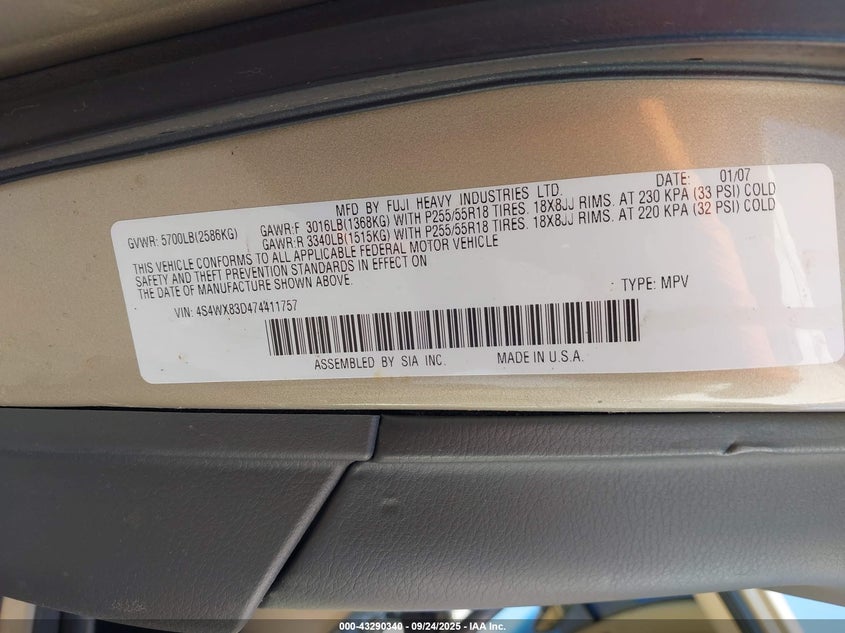 MFD BY FUJI HEAVY INDUSTRIES LTD. DATE: 01/07
GVWR: 5700LB(2586KG) GAWR:F 3016LB(1368KG) WITH P255/55R18 TIRES. 18X8JJ RIMS. AT 230 KPA (33 PSI) COLD
GAWR:R 3340LB(1515KG) WITH P255/55R18 TIRES. 18X8JJ RIMS. AT 220 KPA (32 PSI) COLD
THIS VEHICLE CONFORMS TO ALL APPLICABLE FEDERAL MOTOR VEHICLE
SAFETY AND THEFT PREVENTION STANDARDS IN EFFECT ON
THE DATE OF MANUFACTURE SHOWN ABOVE.
VIN: 4S4WX83D474411757 TYPE: MPV
ASSEMBLED BY SIA INC. MADE IN U.S.A.
000-43290340 - 09/24/2025 - IAA Inc.